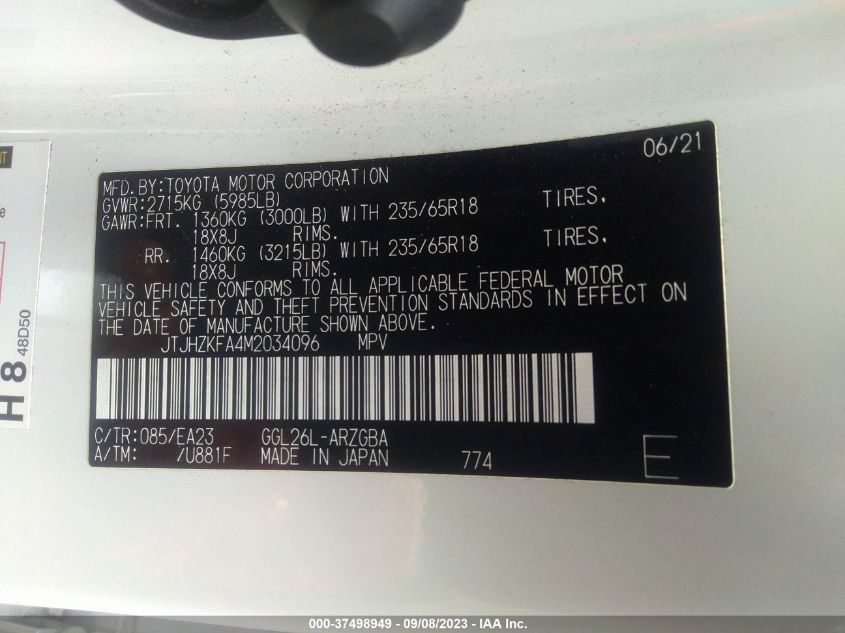 06/21
MFD.BY:TOYOTA MOTOR CORPORATION
GVWR:2715KG (5985LB)
GAWR:FRT. 1360KG (3000LB) WITH 235/65R18 TIRES,
18X8J RIMS.
RR. 1460KG (3215LB) WITH 235/65R18 TIRES,
18X8J RIMS.
THIS VEHICLE CONFORMS TO ALL APPLICABLE FEDERAL MOTOR
VEHICLE SAFETY AND THEFT PREVENTION STANDARDS IN EFFECT ON
THE DATE OF MANUFACTURE SHOWN ABOVE.
JTJHZKFA4M2034096 MPV
C/TR:085/EA23 GGL26L-ARZGBA
A/TM: /U881F MADE IN JAPAN 774
E
NT
e
H 8 48D50
000-37498949 - 09/08/2023 - IAA Inc.